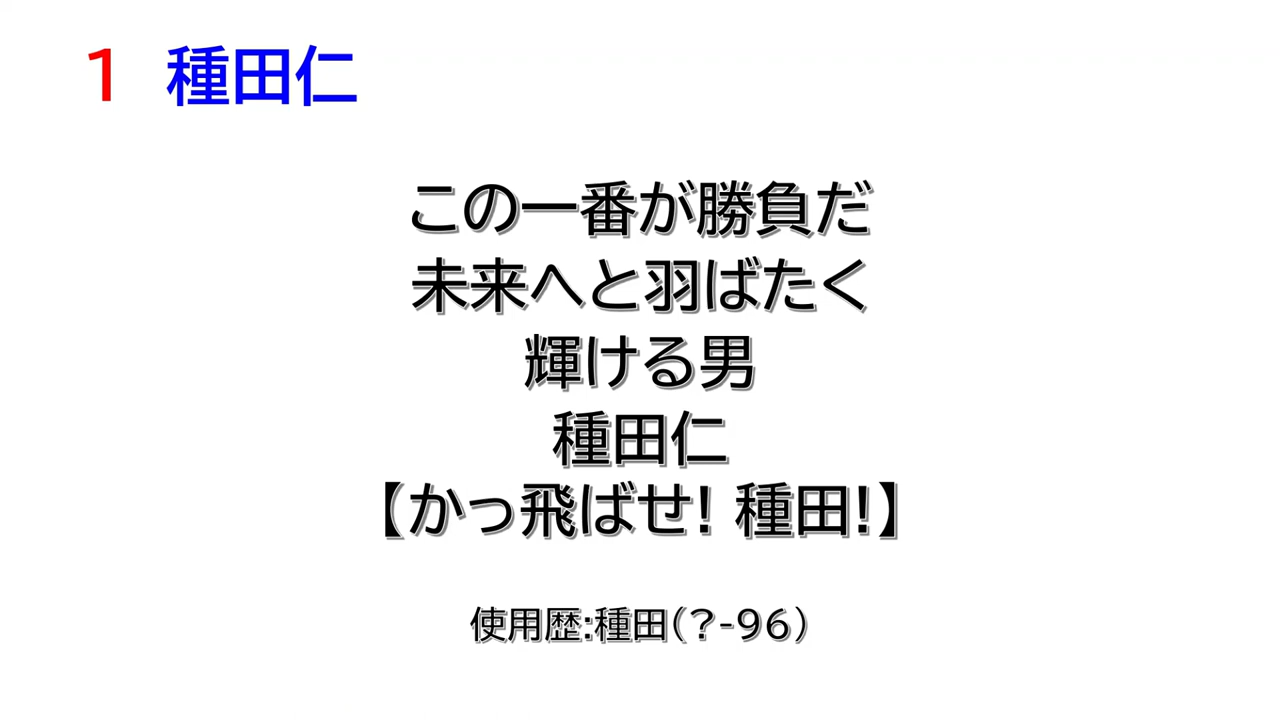 1 種田仁
この一番が勝負だ
未来へと羽ばたく
輝ける男
種田仁
【かっ飛ばせ! 種田!】
使用歴:種田(?-96)